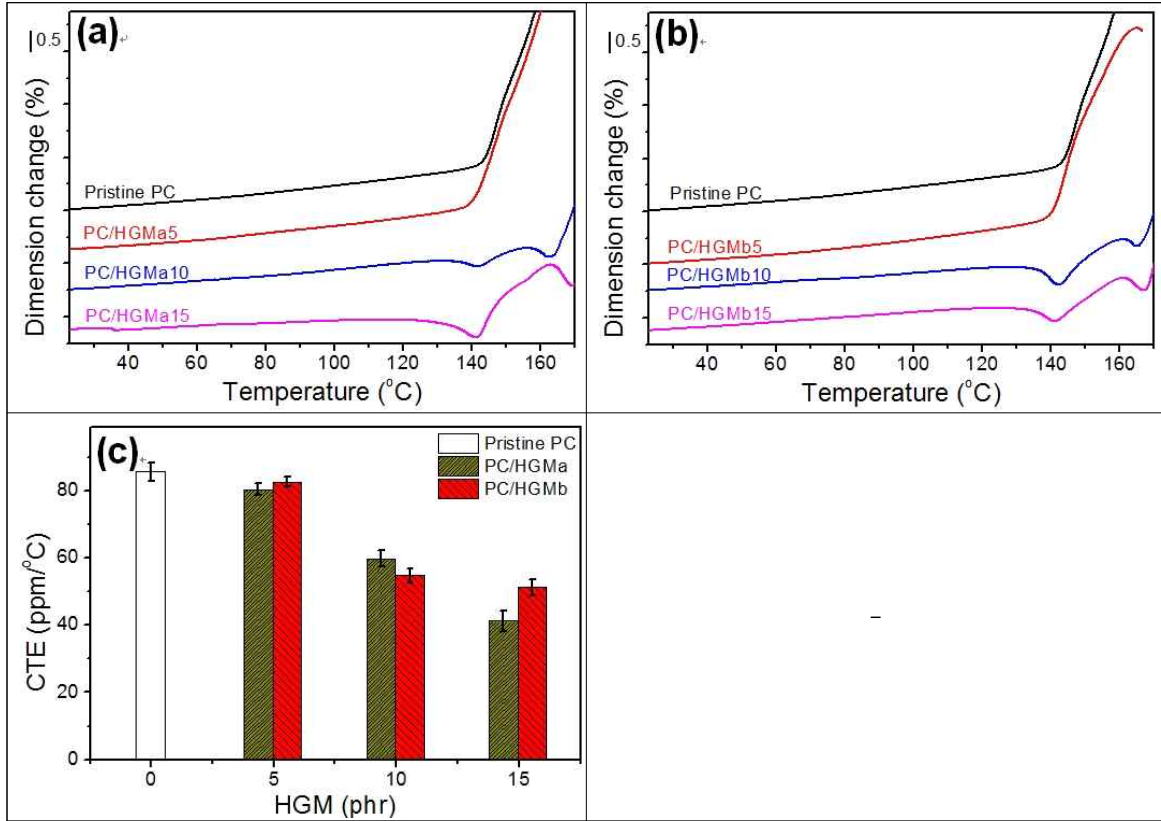 (a)
0.5
Dimension change (%)
Pristine PC
PC/HGMa5
PC/HGMa10
PC/HGMa15
40 60 80 100 120 140 160
Temperature (°C)
(b)
0.5
Dimension change (%)
Pristine PC
PC/HGMb5
PC/HGMb10
PC/HGMb15
40 60 80 100 120 140 160
Temperature (°C)
(c)
Pristine PC
PC/HGMa
PC/HGMb
CTE (ppm/°C)
80
60
40
20
0
0 5 10 15
HGM (phr)
–